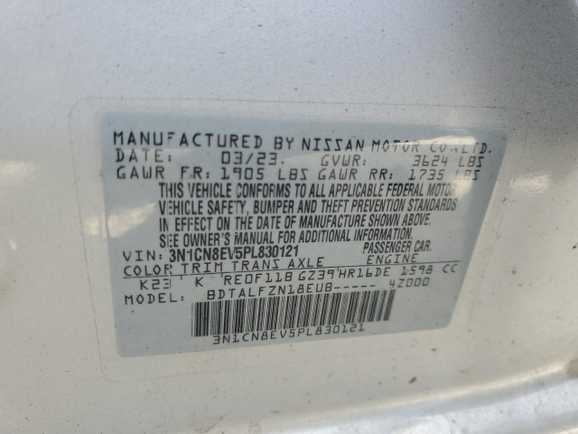 MANUFACTURED BY NISSAN MOTOR CO.,LTD.
DATE: 03/23. GVWR: 3624 LBS
GAWR FR: 1905 LBS GAWR RR: 1735 LBS
THIS VEHICLE CONFORMS TO ALL APPLICABLE FEDERAL MOTOR
VEHICLE SAFETY, BUMPER AND THEFT PREVENTION STANDARDS
IN EFFECT ON THE DATE OF MANUFACTURE SHOWN ABOVE.
SEE OWNER'S MANUAL FOR ADDITIONAL INFORMATION.
VIN: 3N1CN8EV5PL830121 PASSENGER CAR
COLOR TRIM TRANS AXLE ENGINE
K23 K RE0F11B GZ39 HR16DE 1598 CC
MODEL: BDTALFZN18EUB----- 4Z000
3N1CN8EV5PL830121